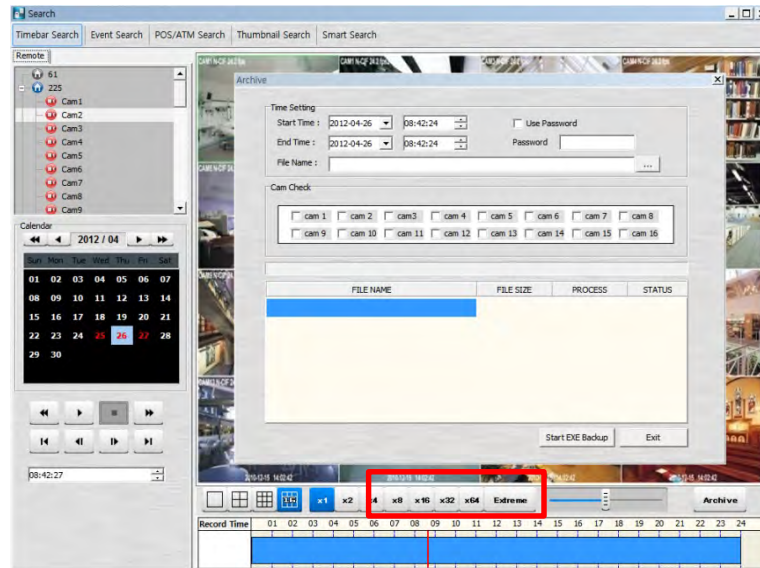 Search
Timebar Search Event Search POS/ATM Search Thumbnail Search Smart Search
Remote
61
225
Cam1
Cam2
Cam3
Cam4
Cam5
Cam6
Cam7
Cam8
Cam9
Calendar
2012 / 04
Sun Mon Tue Wed Thu Fri Sat
01 02 03 04 05 06 07
08 09 10 11 12 13 14
15 16 17 18 19 20 21
22 23 24 25 26 27 28
29 30
08:42:27
Archive
Time Setting
Start Time : 2012-04-26 08:42:24 Use Password
End Time : 2012-04-26 08:42:24 Password
File Name : ...
Cam Check
cam 1 cam 2 cam3 cam 4 cam 5 cam 6 cam 7 cam 8
cam 9 cam 10 cam 11 cam 12 cam 13 cam 14 cam 15 cam 16
FILE NAME FILE SIZE PROCESS STATUS
Start EXE Backup Exit
x1 x2 x4 x8 x16 x32 x64 Extreme Archive
Record Time 01 02 03 04 05 06 07 08 09 10 11 12 13 14 15 16 17 18 19 20 21 22 23 24